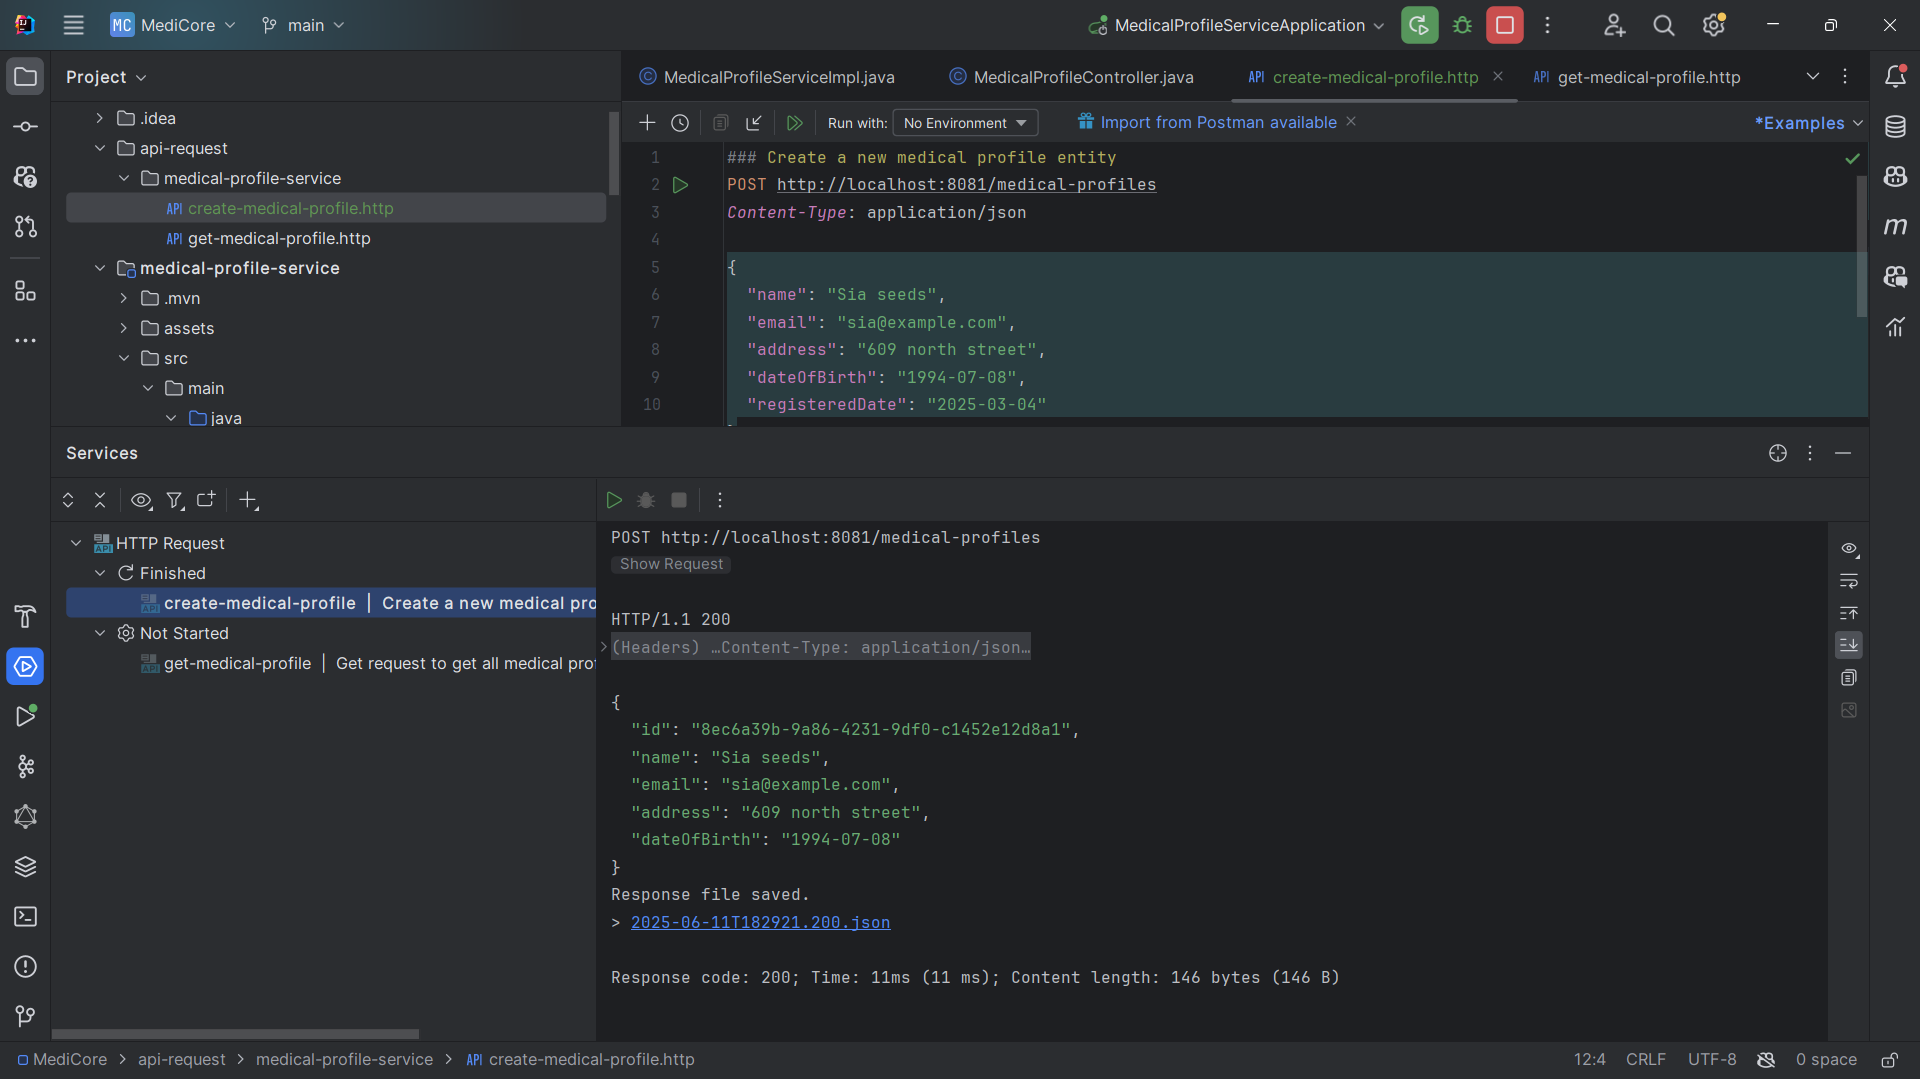 MC MediCore main MedicalProfileServiceApplication
Project
.idea
api-request
medical-profile-service
API create-medical-profile.http
API get-medical-profile.http
medical-profile-service
.mvn
assets
src
main
java
MedicalProfileServiceImpl.java MedicalProfileController.java API create-medical-profile.http API get-medical-profile.http
Run with: No Environment Import from Postman available *Examples
1 ### Create a new medical profile entity
2 POST http://localhost:8081/medical-profiles
3 Content-Type: application/json
4
5 {
6 "name": "Sia seeds",
7 "email": "sia@example.com",
8 "address": "609 north street",
9 "dateOfBirth": "1994-07-08",
10 "registeredDate": "2025-03-04"
Services
HTTP Request
Finished
create-medical-profile | Create a new medical pro
Not Started
get-medical-profile | Get request to get all medical prof
POST http://localhost:8081/medical-profiles
Show Request
HTTP/1.1 200
(Headers) …Content-Type: application/json…
{
"id": "8ec6a39b-9a86-4231-9df0-c1452e12d8a1",
"name": "Sia seeds",
"email": "sia@example.com",
"address": "609 north street",
"dateOfBirth": "1994-07-08"
}
Response file saved.
> 2025-06-11T182921.200.json
Response code: 200; Time: 11ms (11 ms); Content length: 146 bytes (146 B)
MediCore > api-request > medical-profile-service > API create-medical-profile.http 12:4 CRLF UTF-8 0 space